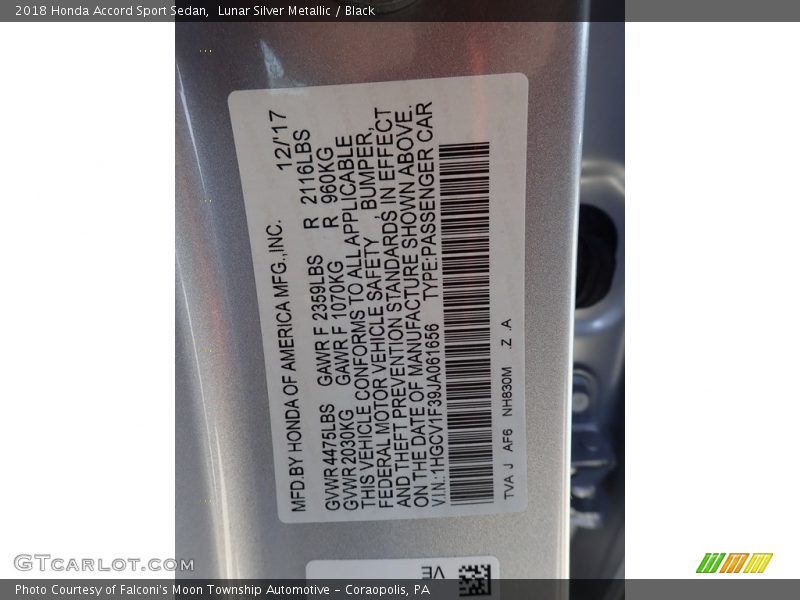 2018 Honda Accord Sport Sedan,  Lunar Silver Metallic / Black
MFD.BY HONDA OF AMERICA MFG.,INC. 12/'17
GVWR 4475LBS GAWR F 2359LBS R 2116LBS
GVWR 2030KG GAWR F 1070KG R 960KG
THIS VEHICLE CONFORMS TO ALL APPLICABLE
FEDERAL MOTOR VEHICLE SAFETY , BUMPER,
AND THEFT PREVENTION STANDARDS IN EFFECT
ON THE DATE OF MANUFACTURE SHOWN ABOVE.
V.I.N.:1HGCV1F39JA061656 TYPE:PASSENGER CAR
TVA J AF6 NH830M .Z .A
VE
GTcarlot.com
Photo Courtesy of Falconi's Moon Township Automotive – Coraopolis, PA